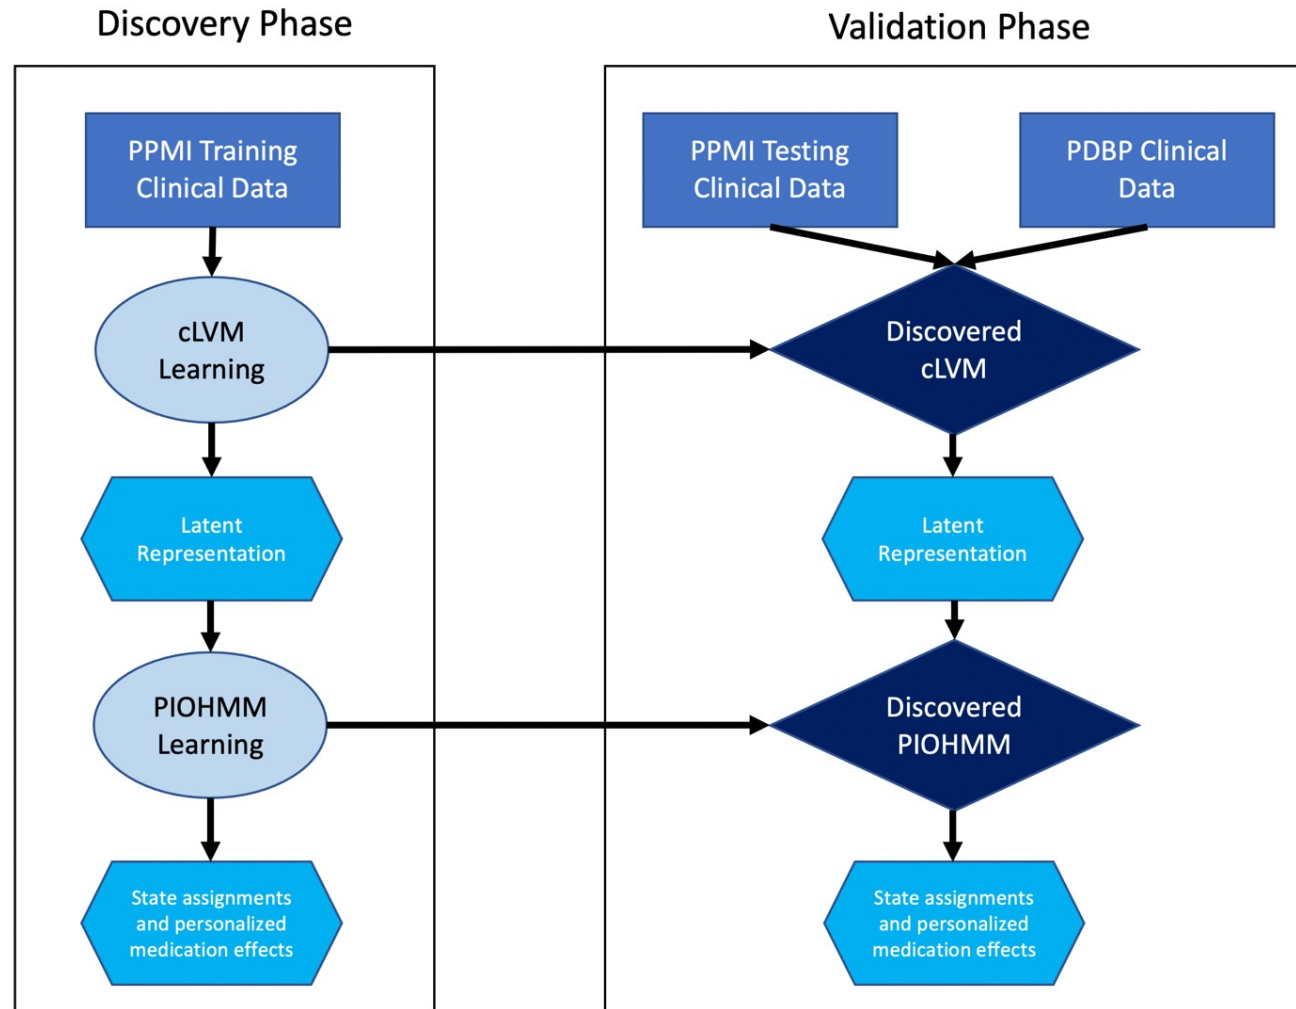 Discovery Phase
Validation Phase
PPMI Training
Clinical Data
PPMI Testing
Clinical Data
PDBP Clinical
Data
cLVM
Learning
Discovered
cLVM
Latent
Representation
Latent
Representation
PIOHMM
Learning
Discovered
PIOHMM
State assignments
and personalized
medication effects
State assignments
and personalized
medication effects